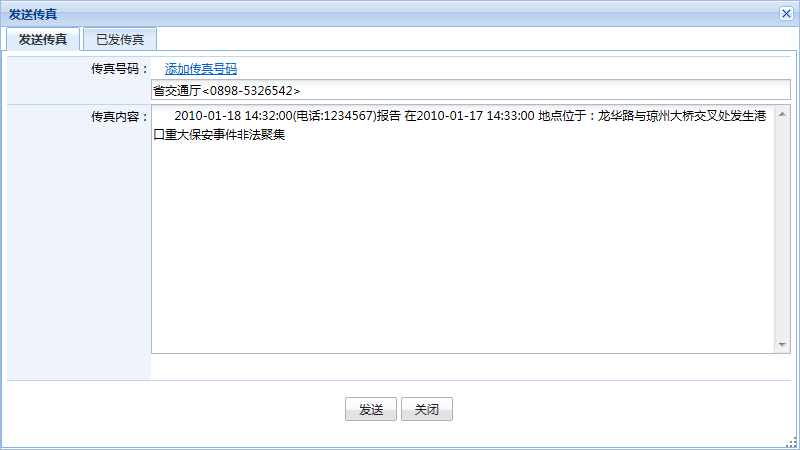 发送传真
发送传真 已发传真
传真号码： 添加传真号码
省交通厅<0898-5326542>
传真内容： 2010-01-18 14:32:00(电话:1234567)报告 在2010-01-17 14:33:00 地点位于：龙华路与琼州大桥交叉处发生港
口重大保安事件非法聚集
发送 关闭